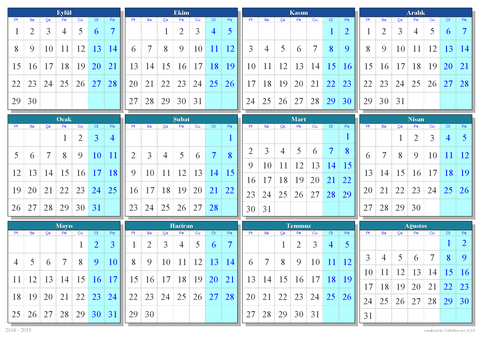 Eylül
Pt Sa Ça Pe Cu Ct Pa
1 2 3 4 5 6 7
8 9 10 11 12 13 14
15 16 17 18 19 20 21
22 23 24 25 26 27 28
29 30
Ekim
Pt Sa Ça Pe Cu Ct Pa
1 2 3 4 5
6 7 8 9 10 11 12
13 14 15 16 17 18 19
20 21 22 23 24 25 26
27 28 29 30 31
Kasım
Pt Sa Ça Pe Cu Ct Pa
1 2
3 4 5 6 7 8 9
10 11 12 13 14 15 16
17 18 19 20 21 22 23
24 25 26 27 28 29 30
Aralık
Pt Sa Ça Pe Cu Ct Pa
1 2 3 4 5 6 7
8 9 10 11 12 13 14
15 16 17 18 19 20 21
22 23 24 25 26 27 28
29 30 31
Ocak
Pt Sa Ça Pe Cu Ct Pa
1 2 3 4
5 6 7 8 9 10 11
12 13 14 15 16 17 18
19 20 21 22 23 24 25
26 27 28 29 30 31
Şubat
Pt Sa Ça Pe Cu Ct Pa
1
2 3 4 5 6 7 8
9 10 11 12 13 14 15
16 17 18 19 20 21 22
23 24 25 26 27 28
Mart
Pt Sa Ça Pe Cu Ct Pa
1
2 3 4 5 6 7 8
9 10 11 12 13 14 15
16 17 18 19 20 21 22
23 24 25 26 27 28 29
30 31
Nisan
Pt Sa Ça Pe Cu Ct Pa
1 2 3 4 5
6 7 8 9 10 11 12
13 14 15 16 17 18 19
20 21 22 23 24 25 26
27 28 29 30
Mayıs
Pt Sa Ça Pe Cu Ct Pa
1 2 3
4 5 6 7 8 9 10
11 12 13 14 15 16 17
18 19 20 21 22 23 24
25 26 27 28 29 30 31
Haziran
Pt Sa Ça Pe Cu Ct Pa
1 2 3 4 5 6 7
8 9 10 11 12 13 14
15 16 17 18 19 20 21
22 23 24 25 26 27 28
29 30
Temmuz
Pt Sa Ça Pe Cu Ct Pa
1 2 3 4 5
6 7 8 9 10 11 12
13 14 15 16 17 18 19
20 21 22 23 24 25 26
27 28 29 30 31
Ağustos
Pt Sa Ça Pe Cu Ct Pa
1 2
3 4 5 6 7 8 9
10 11 12 13 14 15 16
17 18 19 20 21 22 23
24 25 26 27 28 29 30
31
2014 - 2015